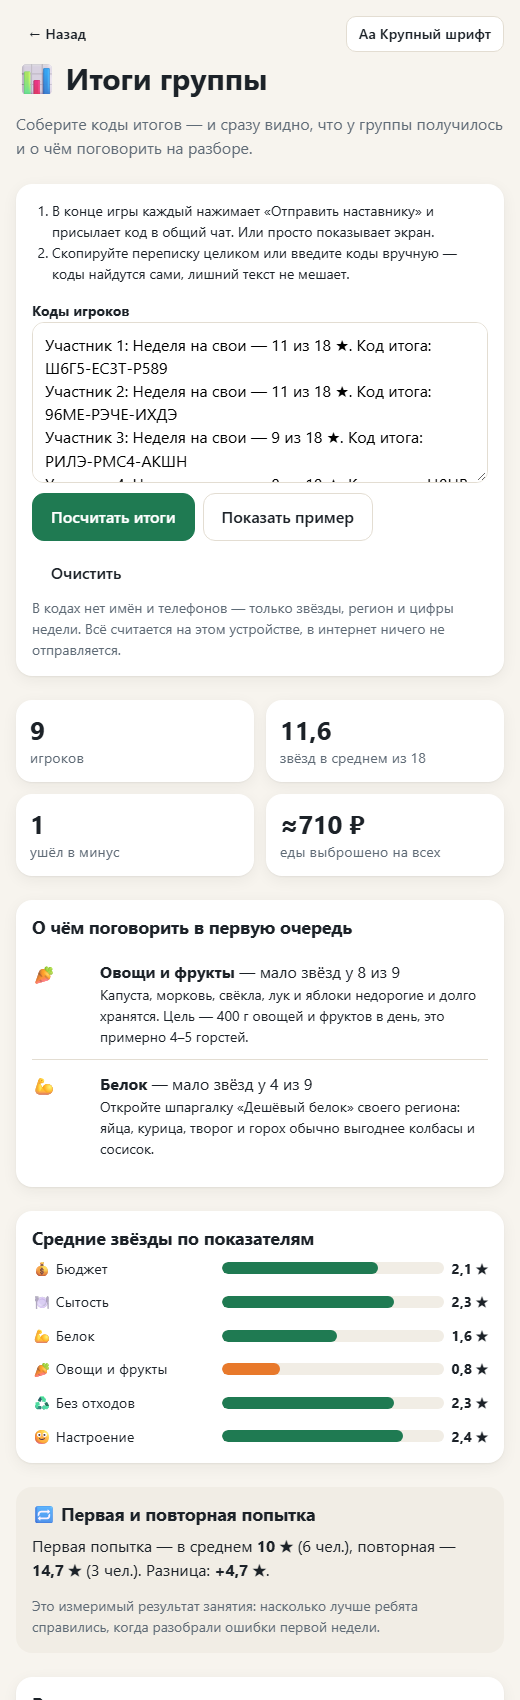 ← Назад
Аа Крупный шрифт
Итоги группы
Соберите коды итогов — и сразу видно, что у группы получилось
и о чём поговорить на разборе.
1. В конце игры каждый нажимает «Отправить наставнику» и
присылает код в общий чат. Или просто показывает экран.
2. Скопируйте переписку целиком или введите коды вручную —
коды найдутся сами, лишний текст не мешает.
Коды игроков
Участник 1: Неделя на свои — 11 из 18 ★. Код итога:
Ш6Г5-ЕС3Т-Р589
Участник 2: Неделя на свои — 11 из 18 ★. Код итога:
96МЕ-РЭЧЕ-ИХДЭ
Участник 3: Неделя на свои — 9 из 18 ★. Код итога:
РИЛЭ-РМС4-АКШН
Посчитать итоги
Показать пример
Очистить
В кодах нет имён и телефонов — только звёзды, регион и цифры
недели. Всё считается на этом устройстве, в интернет ничего не
отправляется.
9
игроков
11,6
звёзд в среднем из 18
1
ушёл в минус
≈710 ₽
еды выброшено на всех
О чём поговорить в первую очередь
Овощи и фрукты — мало звёзд у 8 из 9
Капуста, морковь, свёкла, лук и яблоки недорогие и долго
хранятся. Цель — 400 г овощей и фруктов в день, это
примерно 4–5 горстей.
Белок — мало звёзд у 4 из 9
Откройте шпаргалку «Дешёвый белок» своего региона:
яйца, курица, творог и горох обычно выгоднее колбасы и
сосисок.
Средние звёзды по показателям
Бюджет 2,1 ★
Сытость 2,3 ★
Белок 1,6 ★
Овощи и фрукты 0,8 ★
Без отходов 2,3 ★
Настроение 2,4 ★
Первая и повторная попытка
Первая попытка — в среднем 10 ★ (6 чел.), повторная —
14,7 ★ (3 чел.). Разница: +4,7 ★.
Это измеримый результат занятия: насколько лучше ребята
справились, когда разобрали ошибки первой недели.